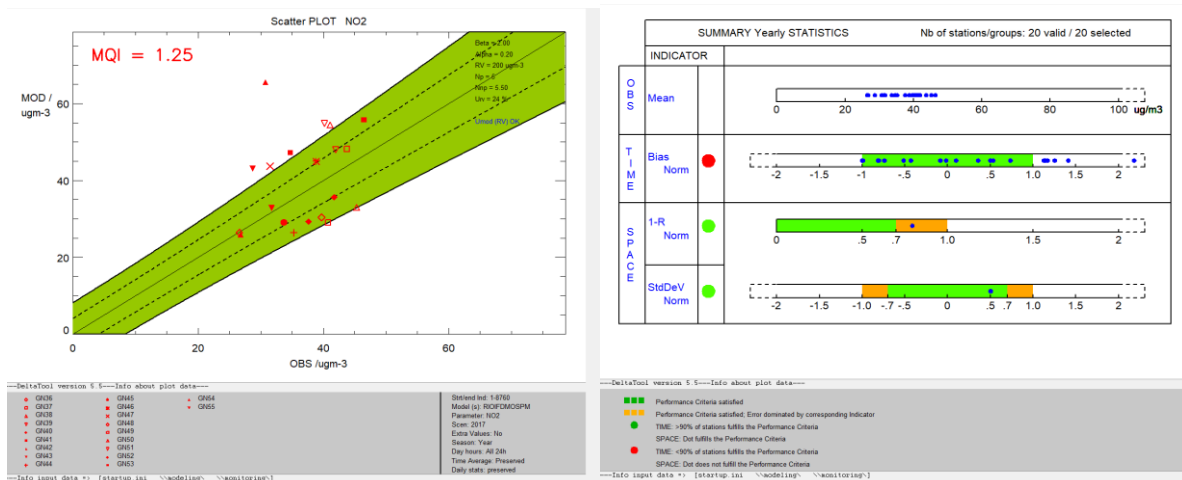 Scatter PLOT NO2
MQI = 1.25
Beta = 2.00
Alpha = 0.20
RV = 200 ugm-3
Nnp = 5.50
Urv = 24 %
Umod (RV) OK
MOD /
ugm-3
60
40
20
0
0 20 40 60
OBS /ugm-3
---DeltaTool version 5.5---Info about plot data---
GN36 GN45 GN54
GN37 GN46 GN55
GN38 GN47
GN39 GN48
GN40 GN49
GN41 GN50
GN42 GN51
GN43 GN52
GN44 GN53
Strt/end Ind: 1-8760
Model (s): RIOIFDMOSPM
Parameter: NO2
Scen: 2017
Extra Values: No
Season: Year
Day hours: All 24h
Time Average: Preserved
Daily stats: preserved
---Info input data => [startup.ini \\modeling\ \\monitoring\]
SUMMARY Yearly STATISTICS Nb of stations/groups: 20 valid / 20 selected
INDICATOR
OBS
Mean
0 20 40 60 80 100 ug/m3
TIME
Bias
Norm
-2 -1.5 -1 -.5 0 .5 1 1.5 2
SPACE
1-R
Norm
0 .5 .7 1.0 1.5 2
StdDeV
Norm
-2 -1.5 -1.0 -.7 -.5 0 .5 .7 1.0 1.5 2
---DeltaTool version 5.5---Info about plot data---
Performance Criteria satisfied
Performance Criteria satisfied; Error dominated by corresponding Indicator
TIME: >90% of stations fulfills the Performance Criteria
SPACE: Dot fulfills the Performance Criteria
TIME: <90% of stations fulfills the Performance Criteria
SPACE: Dot does not fulfill the Performance Criteria
---Info input data => [startup.ini \\modeling\ \\monitoring\]